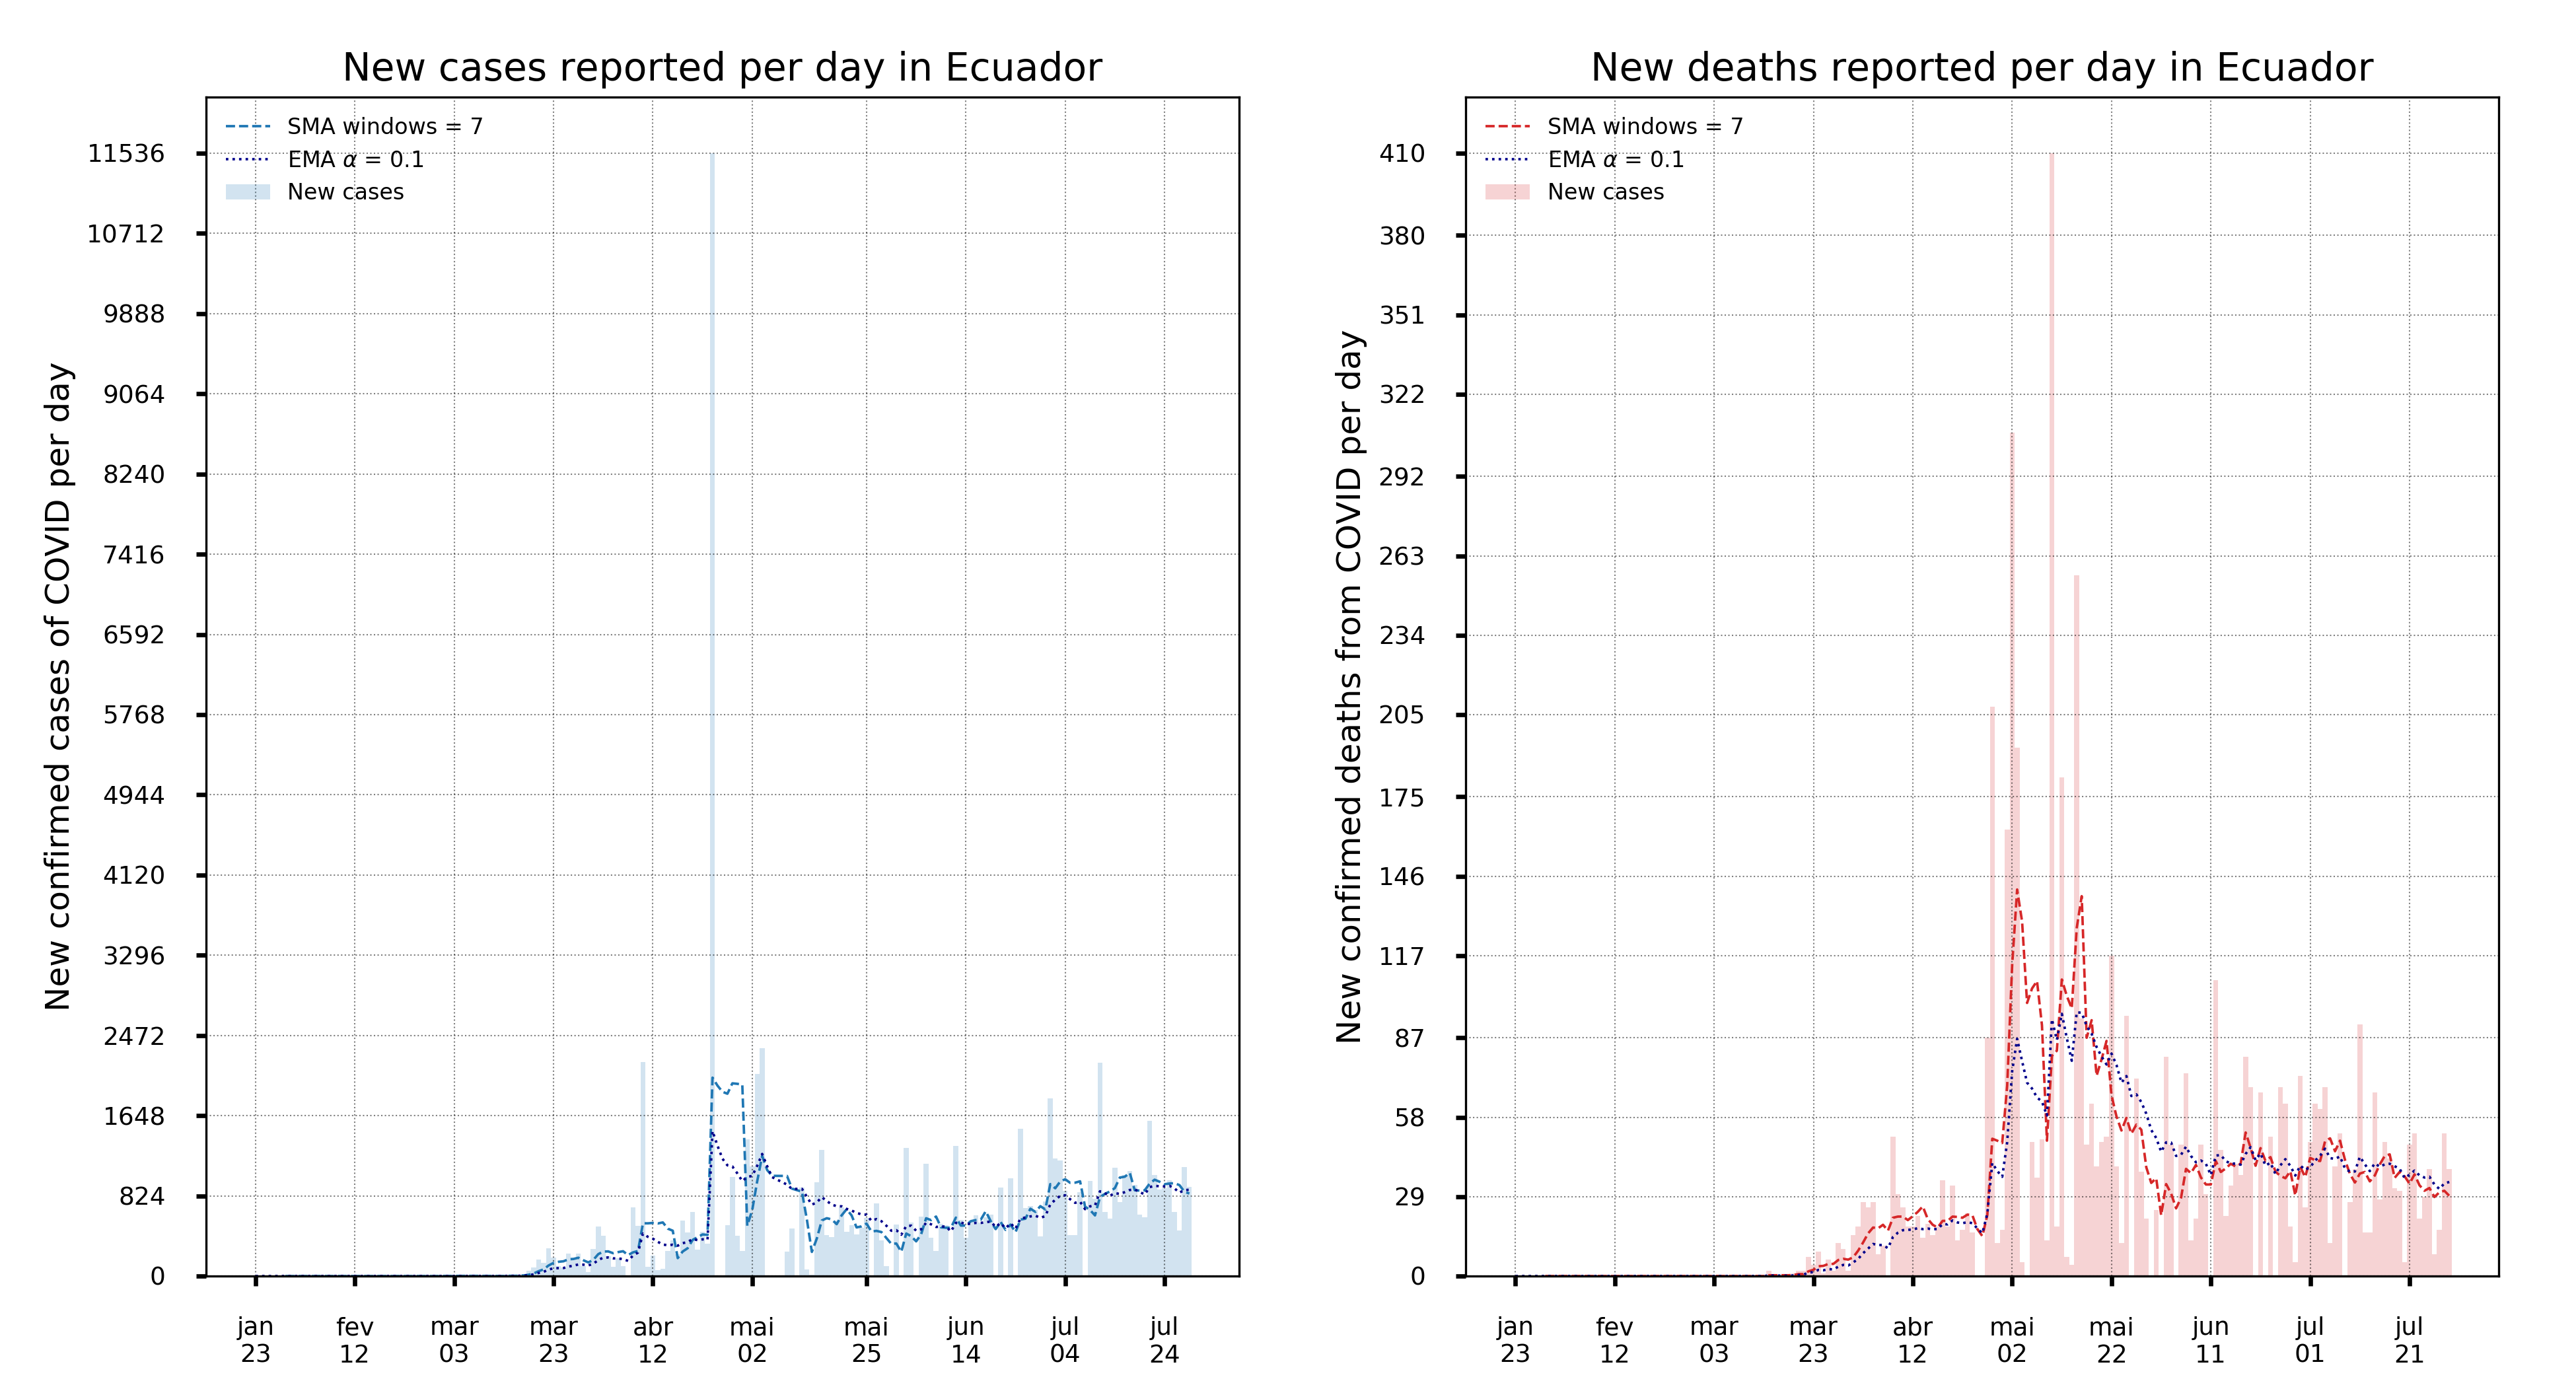 New cases reported per day in Ecuador
SMA windows = 7
EMA α = 0.1
New cases
New confirmed cases of COVID per day
11536
10712
9888
9064
8240
7416
6592
5768
4944
4120
3296
2472
1648
824
0
jan 23
fev 12
mar 03
mar 23
abr 12
mai 02
mai 25
jun 14
jul 04
jul 24
New deaths reported per day in Ecuador
SMA windows = 7
EMA α = 0.1
New cases
New confirmed deaths from COVID per day
410
380
351
322
292
263
234
205
175
146
117
87
58
29
0
jan 23
fev 12
mar 03
mar 23
abr 12
mai 02
mai 22
jun 11
jul 01
jul 21